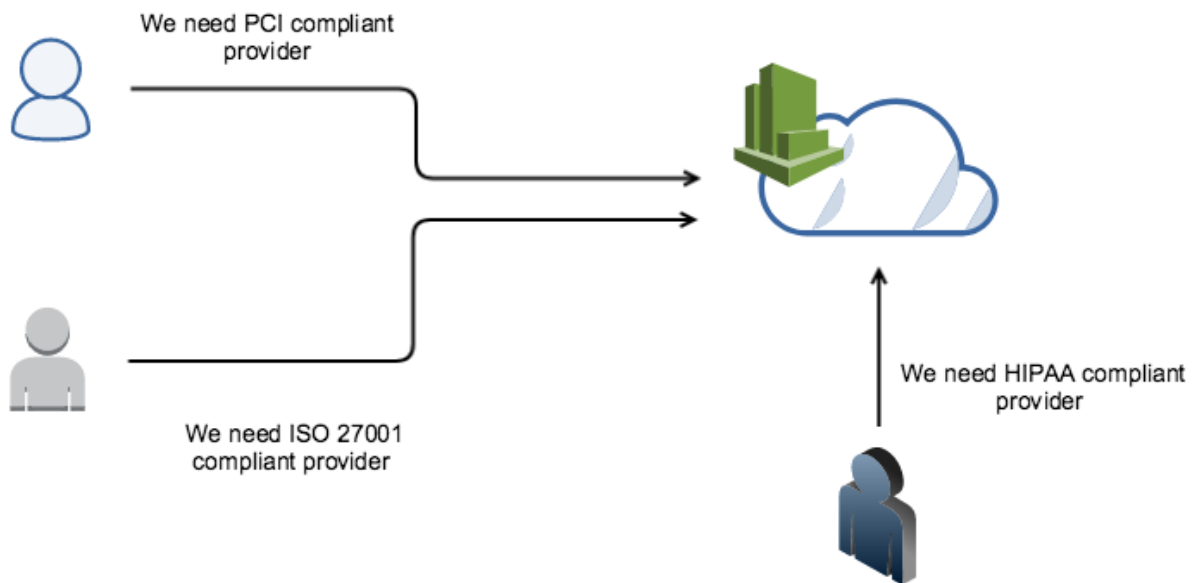 We need PCI compliant
provider
We need ISO 27001
compliant provider
We need HIPAA compliant
provider